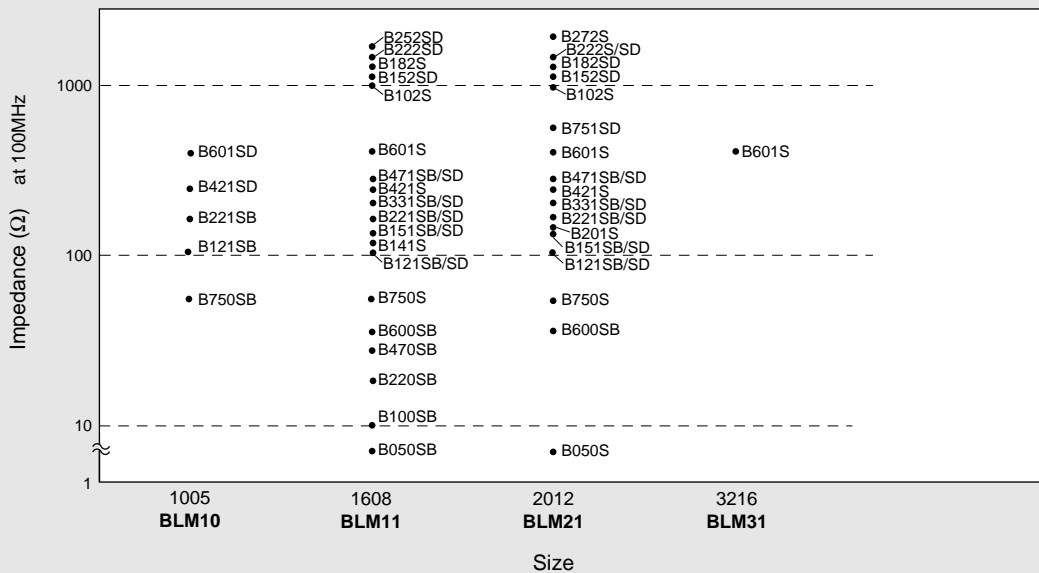 Impedance (Ω) at 100MHz
1000
100
10
1
B601SD
B421SD
B221SB
B121SB
B750SB
B252SD
B222SD
B182S
B152SD
B102S
B601S
B471SB/SD
B421S
B331SB/SD
B221SB/SD
B151SB/SD
B141S
B121SB/SD
B750S
B600SB
B470SB
B220SB
B100SB
B050SB
B272S
B222S/SD
B182SD
B152SD
B102S
B751SD
B601S
B471SB/SD
B421S
B331SB/SD
B221SB/SD
B201S
B151SB/SD
B121SB/SD
B750S
B600SB
B050S
B601S
1005 1608 2012 3216
BLM10 BLM11 BLM21 BLM31
Size